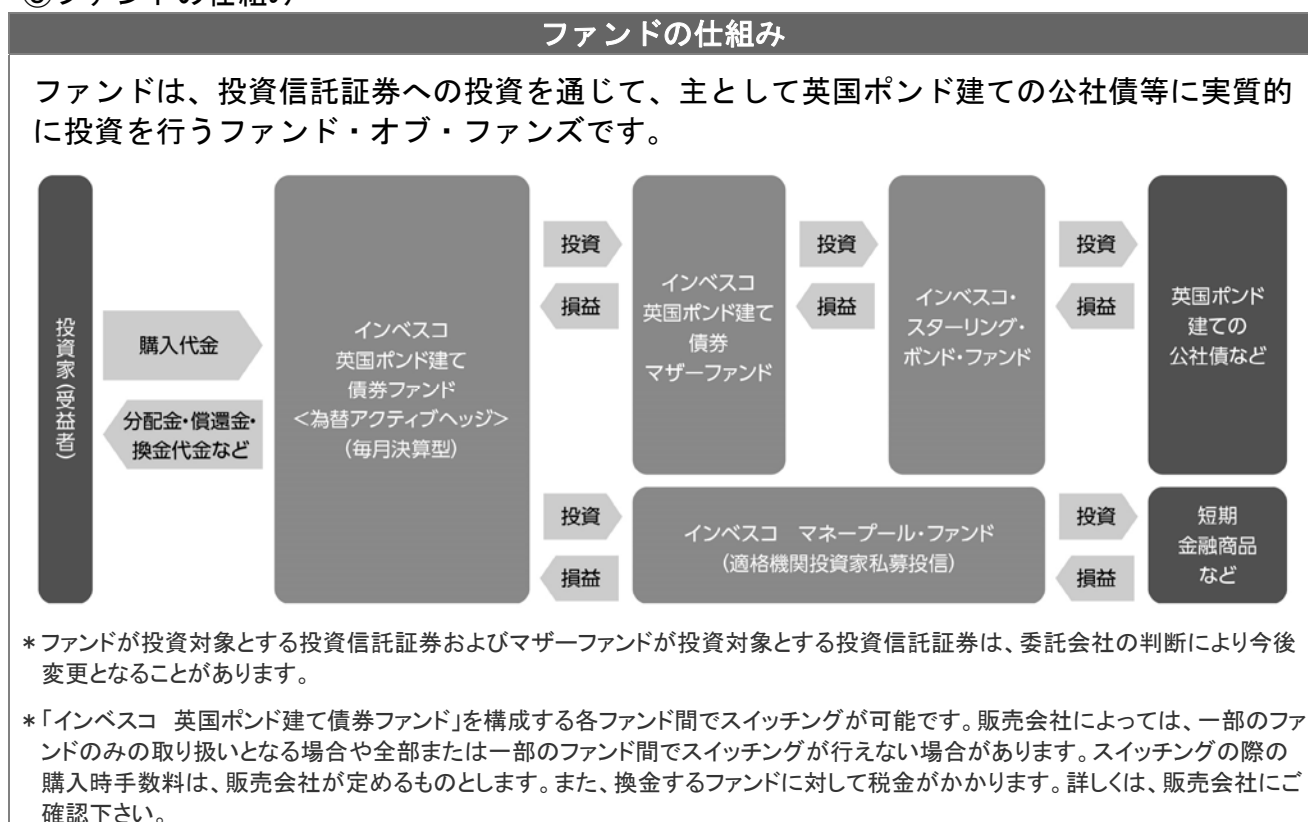 ③ファンドの仕組み
ファンドの仕組み
ファンドは、投資信託証券への投資を通じて、主として英国ポンド建ての公社債等に実質的
に投資を行うファンド・オブ・ファンズです。
投資家(受益者)
購入代金
分配金・償還金・
換金代金など
インベスコ
英国ポンド建て
債券ファンド
<為替アクティブヘッジ>
(毎月決算型)
投資
損益
インベスコ
英国ポンド建て
債券
マザーファンド
投資
損益
インベスコ・
スターリング・
ボンド・ファンド
投資
損益
英国ポンド
建ての
公社債など
投資
損益
インベスコ マネープール・ファンド
(適格機関投資家私募投信)
投資
損益
短期
金融商品
など
*ファンドが投資対象とする投資信託証券およびマザーファンドが投資対象とする投資信託証券は、委託会社の判断により今後
変更となることがあります。
*「インベスコ 英国ポンド建て債券ファンド」を構成する各ファンド間でスイッチングが可能です。販売会社によっては、一部のファ
ンドのみの取り扱いとなる場合や全部または一部のファンド間でスイッチングが行えない場合があります。スイッチングの際の
購入時手数料は、販売会社が定めるものとします。また、換金するファンドに対して税金がかかります。詳しくは、販売会社にご
確認下さい。